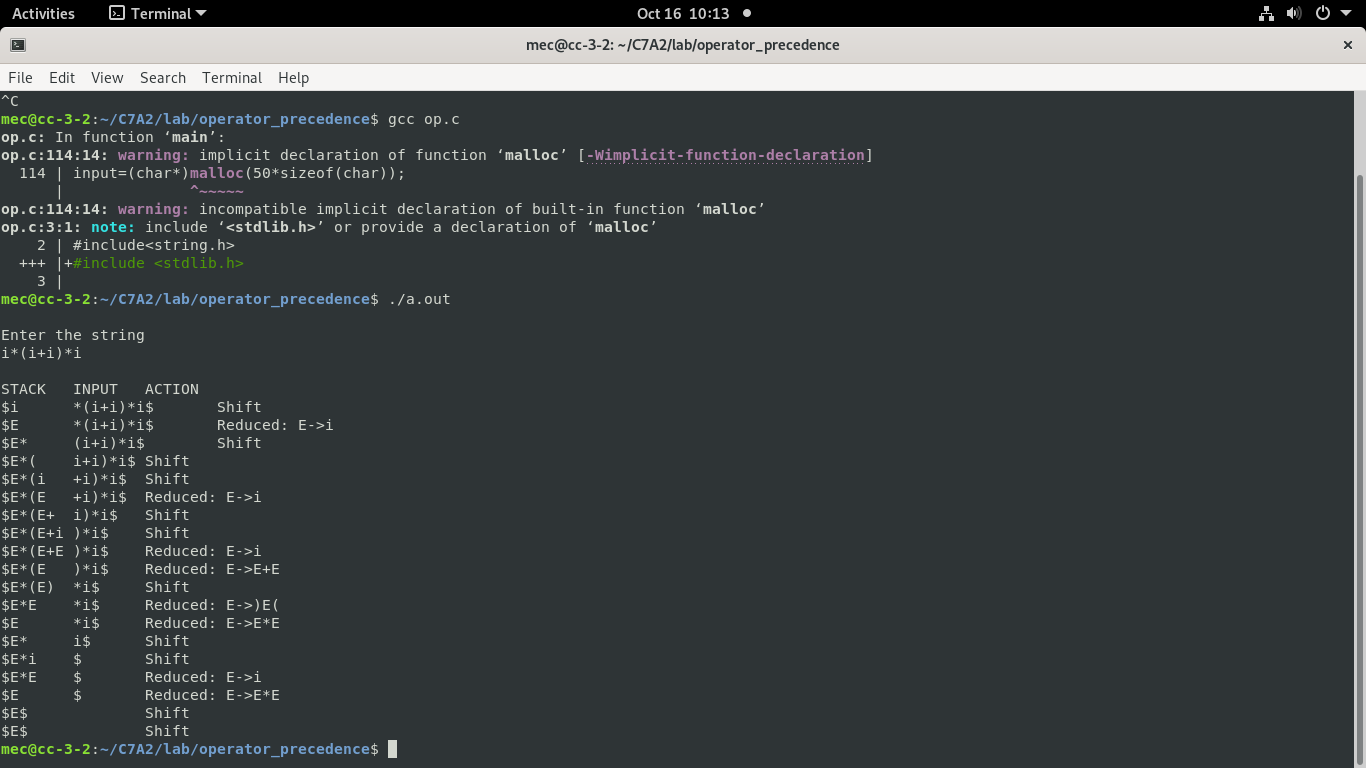 Activities Terminal Oct 16 10:13
mec@cc-3-2: ~/C7A2/lab/operator_precedence ×
File Edit View Search Terminal Help
^C
mec@cc-3-2:~/C7A2/lab/operator_precedence$ gcc op.c
op.c: In function ‘main’:
op.c:114:14: warning: implicit declaration of function ‘malloc’ [-Wimplicit-function-declaration]
  114 | input=(char*)malloc(50*sizeof(char));
      |              ^~~~~~
op.c:114:14: warning: incompatible implicit declaration of built-in function ‘malloc’
op.c:3:1: note: include ‘<stdlib.h>’ or provide a declaration of ‘malloc’
    2 | #include<string.h>
  +++ |+#include <stdlib.h>
    3 |
mec@cc-3-2:~/C7A2/lab/operator_precedence$ ./a.out
Enter the string
i*(i+i)*i
STACK   INPUT   ACTION
$i      *(i+i)*i$       Shift
$E      *(i+i)*i$       Reduced: E->i
$E*     (i+i)*i$        Shift
$E*(    i+i)*i$ Shift
$E*(i   +i)*i$  Shift
$E*(E   +i)*i$  Reduced: E->i
$E*(E+  i)*i$   Shift
$E*(E+i )*i$    Shift
$E*(E+E )*i$    Reduced: E->i
$E*(E   )*i$    Reduced: E->E+E
$E*(E)  *i$     Shift
$E*E    *i$     Reduced: E->)E(
$E      *i$     Reduced: E->E*E
$E*     i$      Shift
$E*i    $       Shift
$E*E    $       Reduced: E->i
$E      $       Reduced: E->E*E
$E$             Shift
$E$             Shift
mec@cc-3-2:~/C7A2/lab/operator_precedence$